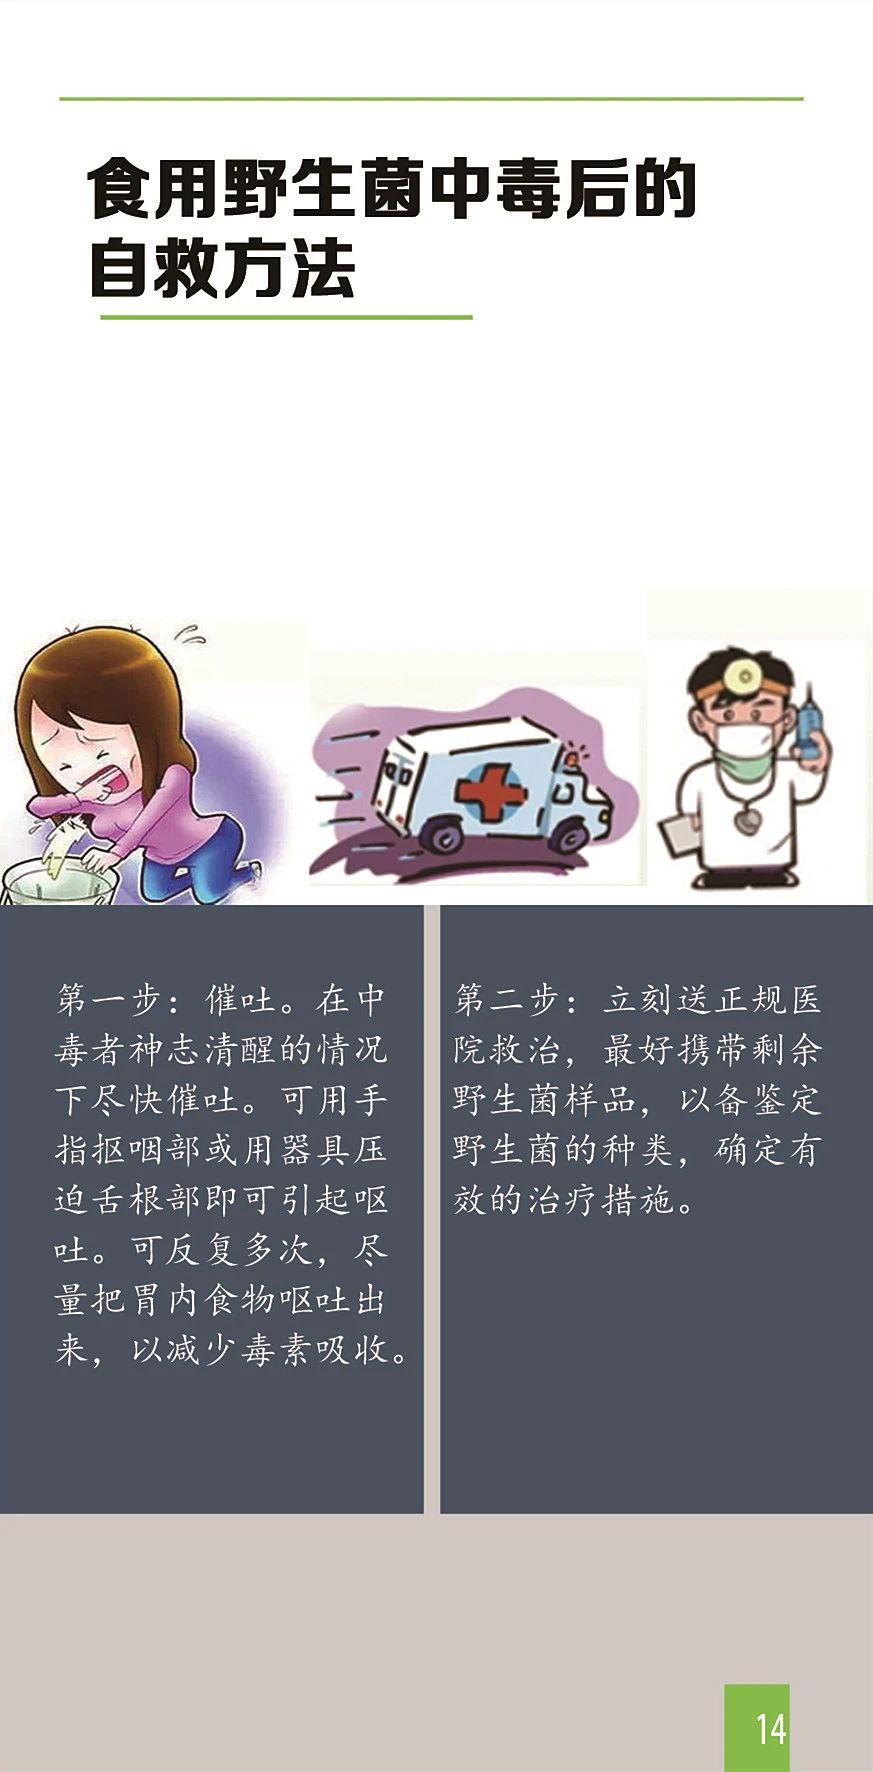 食用野生菌中毒后的
自救方法
第一步：催吐。在中
毒者神志清醒的情况
下尽快催吐。可用手
指抠咽部或用器具压
迫舌根部即可引起呕
吐。可反复多次，尽
量把胃内食物呕吐出
来，以减少毒素吸收。
第二步：立刻送正规医
院救治，最好携带剩余
野生菌样品，以备鉴定
野生菌的种类，确定有
效的治疗措施。
14